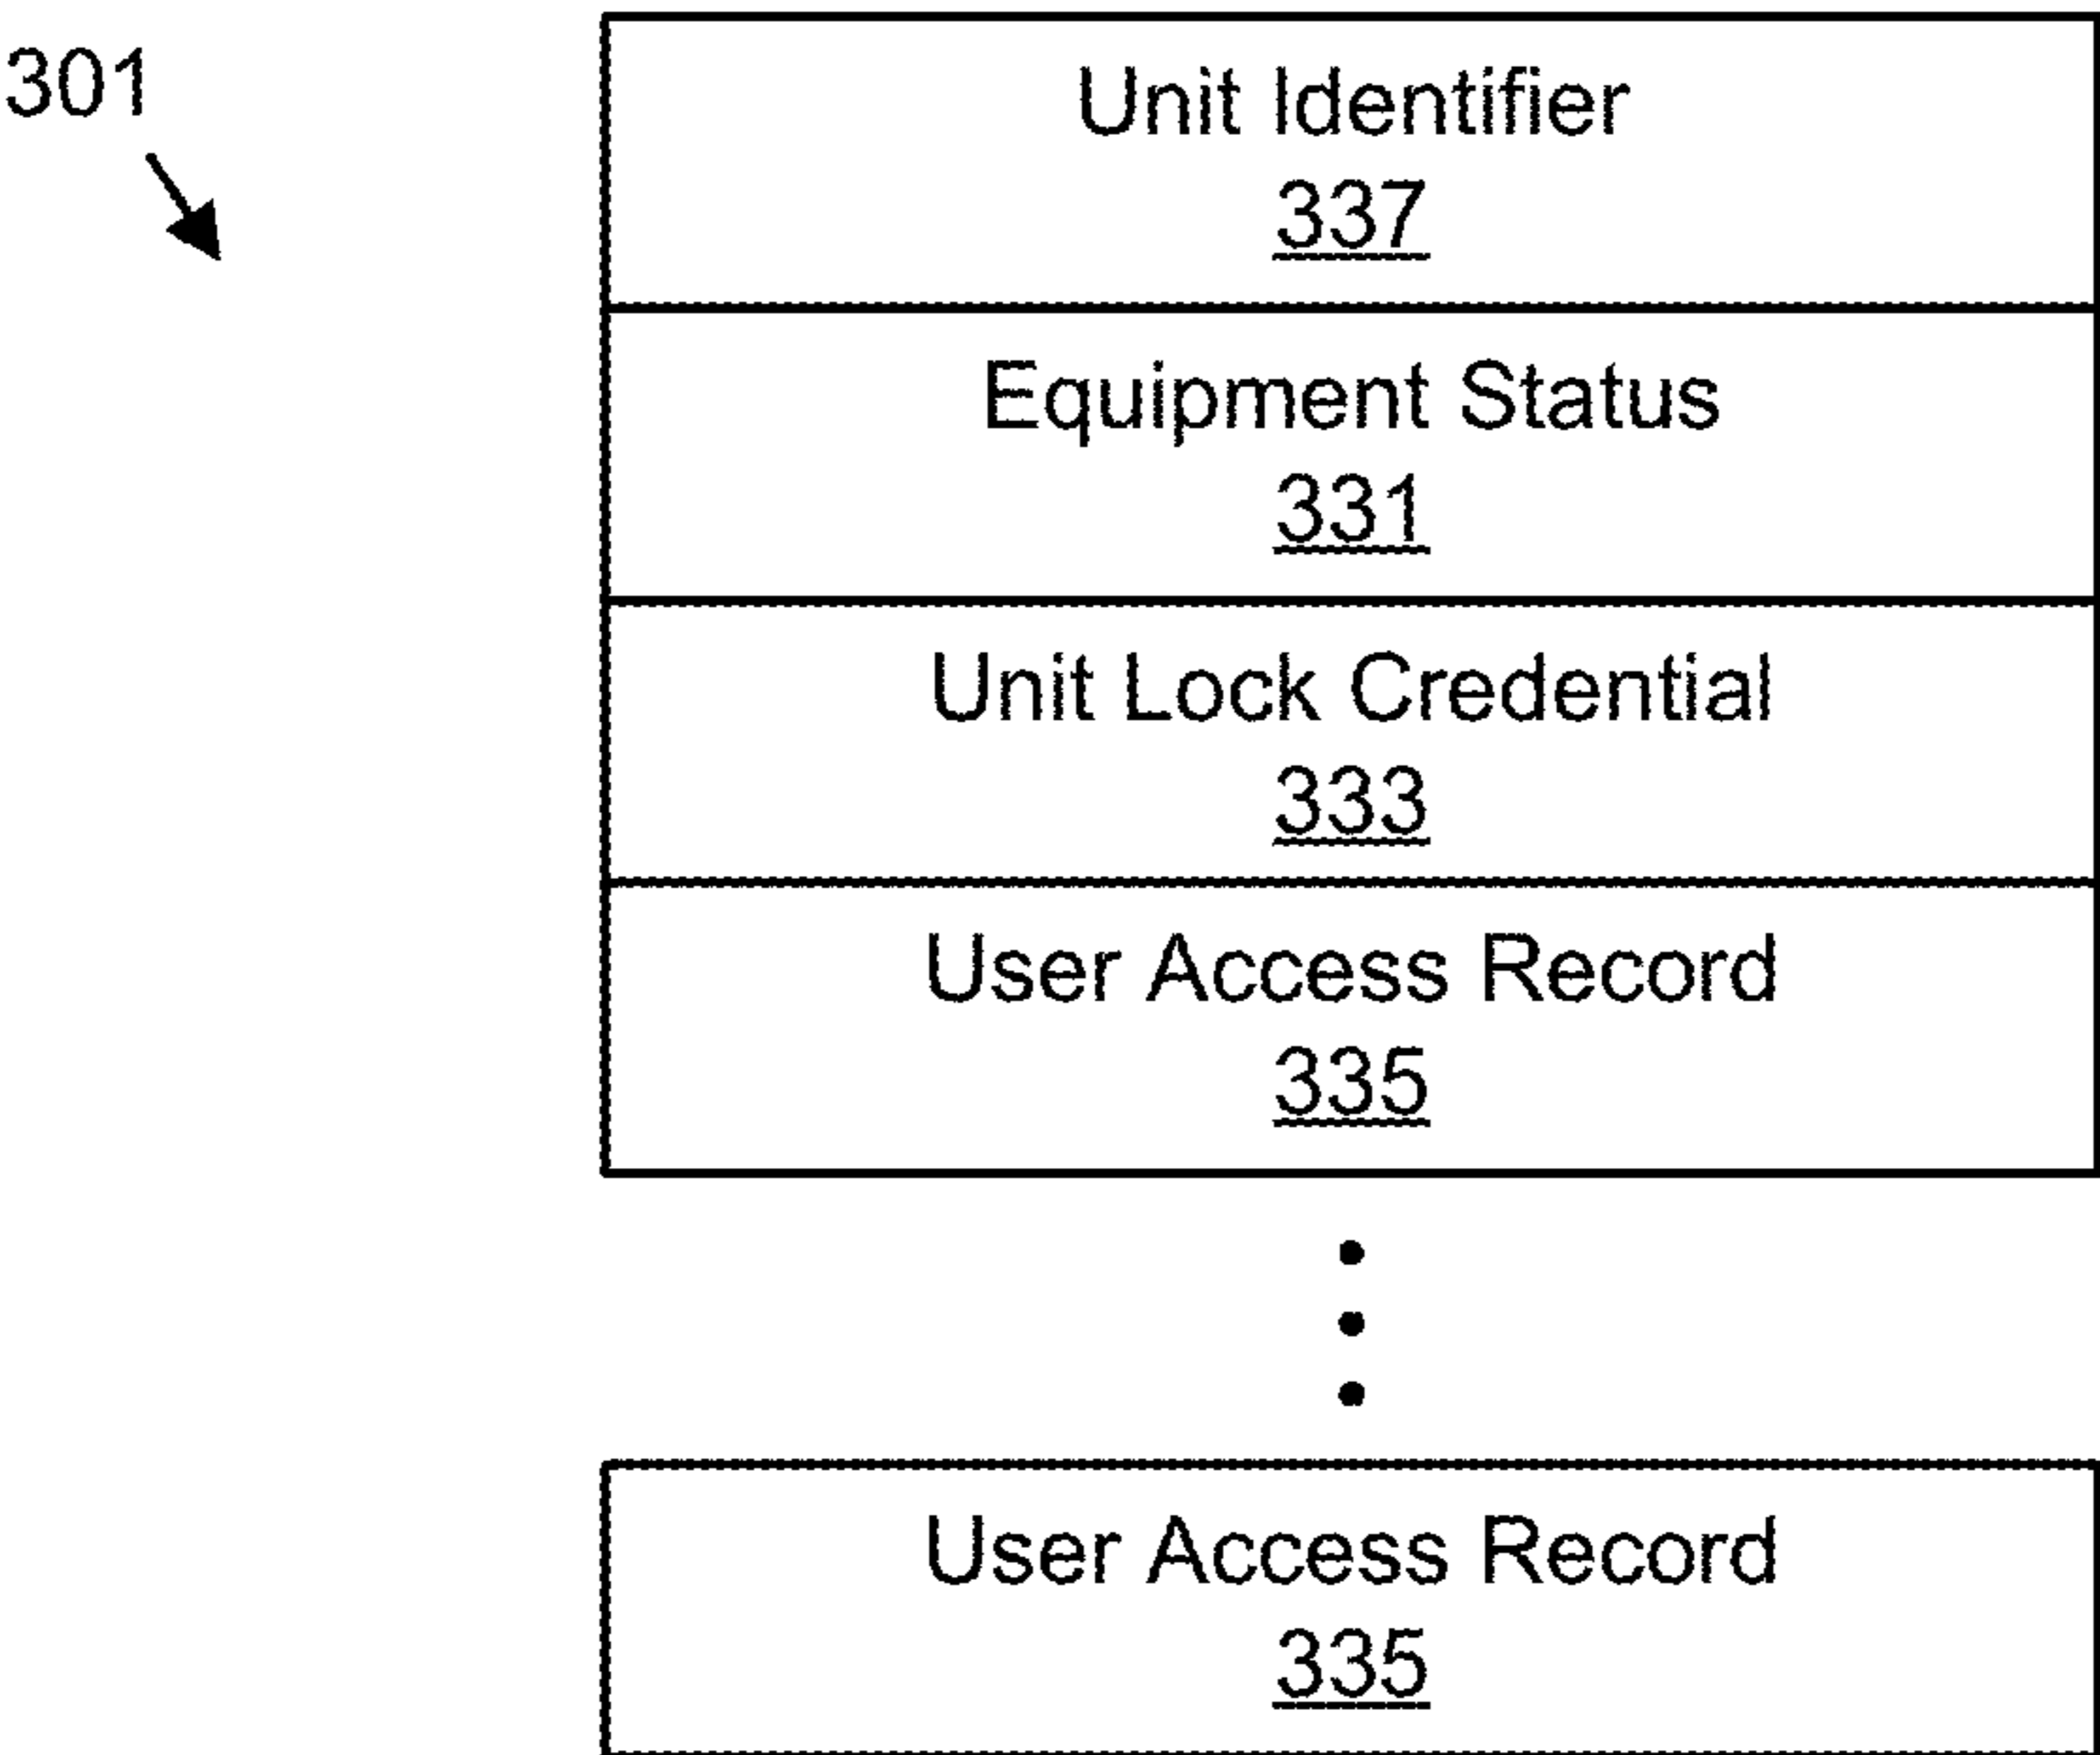 301
Unit Identifier
337
Equipment Status
331
Unit Lock Credential
333
User Access Record
335
User Access Record
335